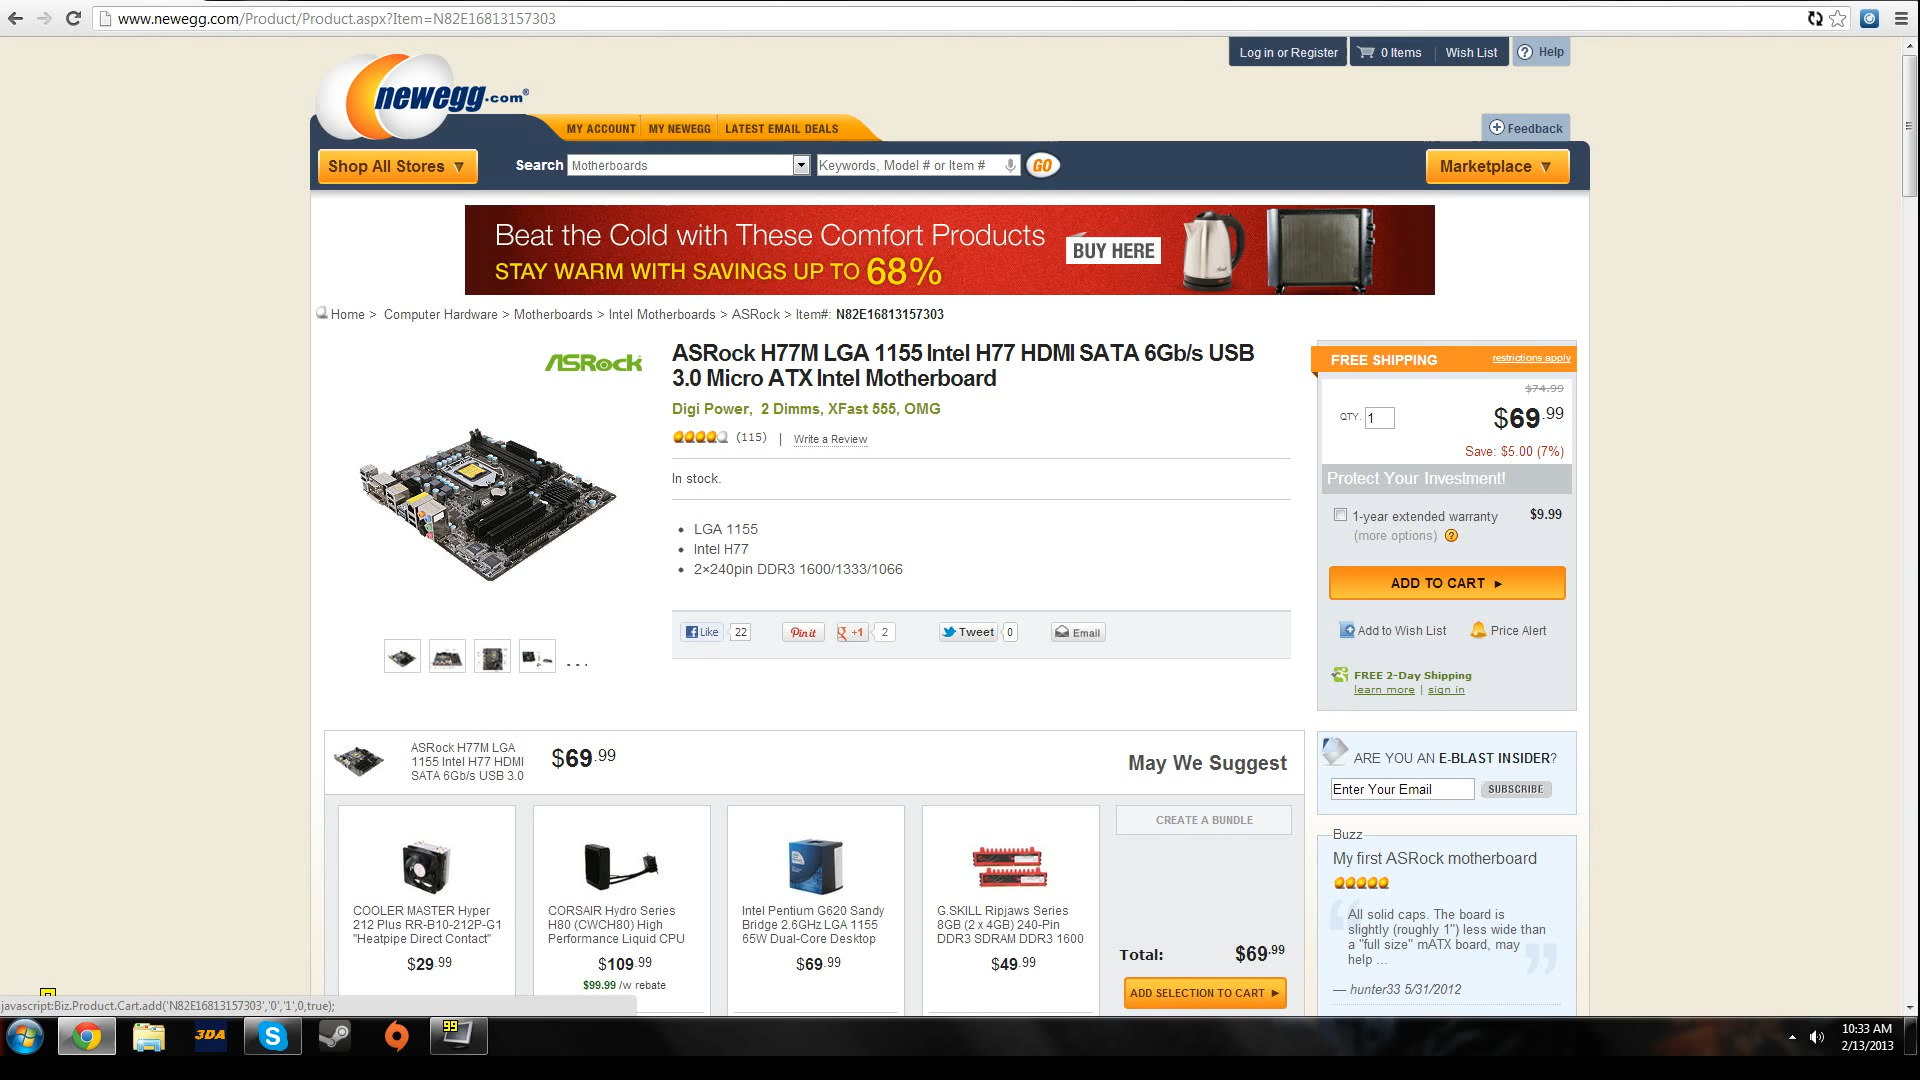 www.newegg.com/Product/Product.aspx?Item=N82E16813157303
Log in or Register
0 Items
Wish List
? Help
newegg.com®
MY ACCOUNT
MY NEWEGG
LATEST EMAIL DEALS
Feedback
Shop All Stores ▼
Search
Motherboards
Keywords, Model # or Item #
GO
Marketplace ▼
Beat the Cold with These Comfort Products
STAY WARM WITH SAVINGS UP TO 68%
BUY HERE
Home > Computer Hardware > Motherboards > Intel Motherboards > ASRock > Item#: N82E16813157303
ASRock
ASRock H77M LGA 1155 Intel H77 HDMI SATA 6Gb/s USB
3.0 Micro ATX Intel Motherboard
Digi Power, 2 Dimms, XFast 555, OMG
(115) | Write a Review
In stock.
• LGA 1155
• Intel H77
• 2×240pin DDR3 1600/1333/1066
Like 22
Pin it
g +1 2
Tweet 0
Email
. . .
FREE SHIPPING
restrictions apply
$74.99
QTY. 1
$69.99
Save: $5.00 (7%)
Protect Your Investment!
1-year extended warranty $9.99
(more options) ?
ADD TO CART ►
Add to Wish List
Price Alert
FREE 2-Day Shipping
learn more | sign in
ASRock H77M LGA
1155 Intel H77 HDMI
SATA 6Gb/s USB 3.0
$69.99
May We Suggest
COOLER MASTER Hyper
212 Plus RR-B10-212P-G1
"Heatpipe Direct Contact"
$29.99
CORSAIR Hydro Series
H80 (CWCH80) High
Performance Liquid CPU
$109.99
$99.99 /w rebate
Intel Pentium G620 Sandy
Bridge 2.6GHz LGA 1155
65W Dual-Core Desktop
$69.99
G.SKILL Ripjaws Series
8GB (2 x 4GB) 240-Pin
DDR3 SDRAM DDR3 1600
$49.99
CREATE A BUNDLE
Total: $69.99
ADD SELECTION TO CART ►
ARE YOU AN E-BLAST INSIDER?
Enter Your Email
SUBSCRIBE
Buzz
My first ASRock motherboard
All solid caps. The board is
slightly (roughly 1") less wide than
a "full size" mATX board, may
help ...
— hunter33 5/31/2012
javascript:Biz.Product.Cart.add('N82E16813157303','0','1',0,true);
3DA
S
99
10:33 AM
2/13/2013